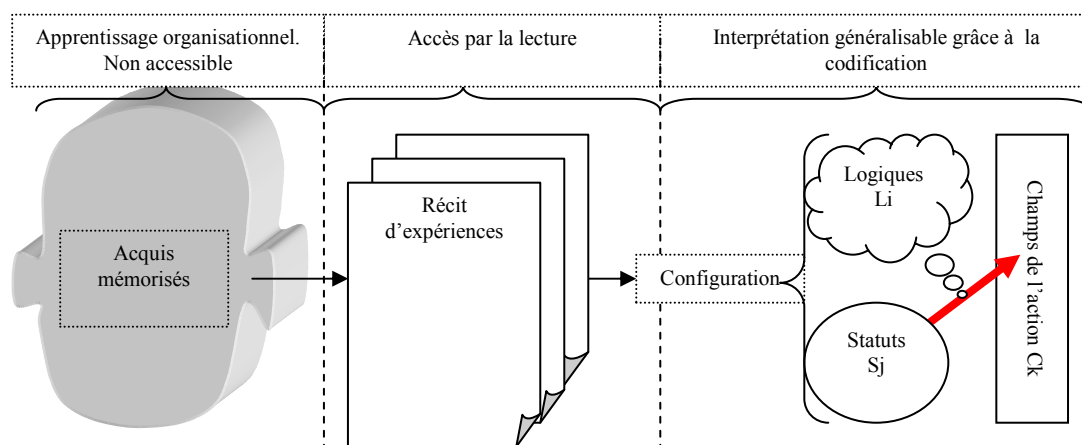 Apprentissage organisationnel.
Non accessible
Accès par la lecture
Interprétation généralisable grâce à la
codification
Acquis
mémorisés
Récit
d’expériences
Configuration
Logiques
Li
Statuts
Sj
Champs de l’action Ck